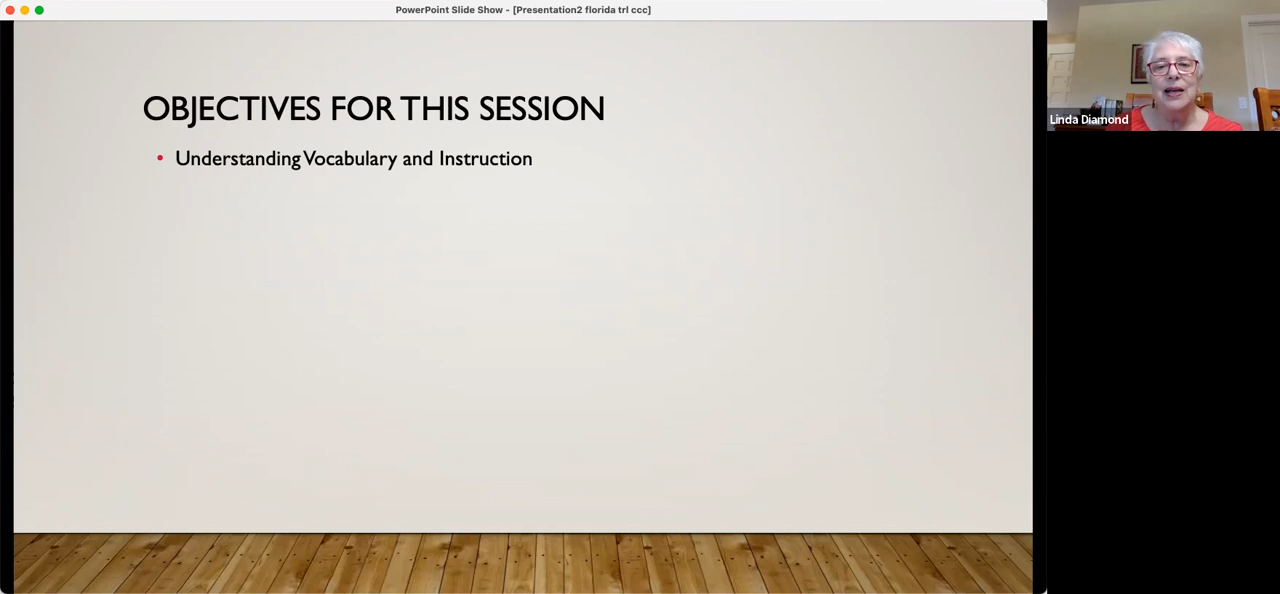 PowerPoint Slide Show - [Presentation2 florida trl ccc]
OBJECTIVES FOR THIS SESSION
• Understanding Vocabulary and Instruction
Linda Diamond